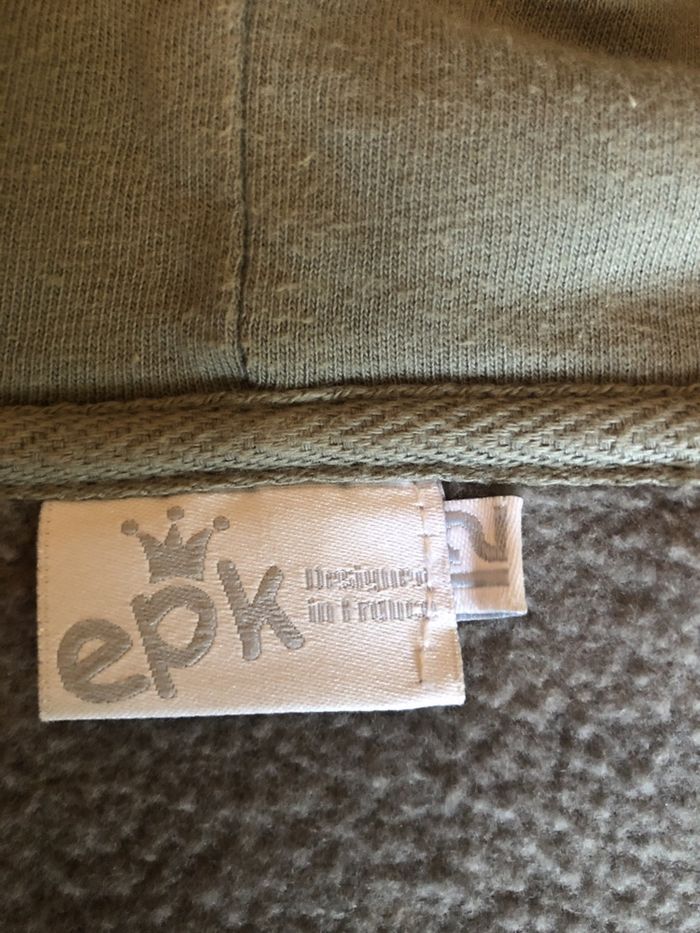 epk
Designed
in France
12